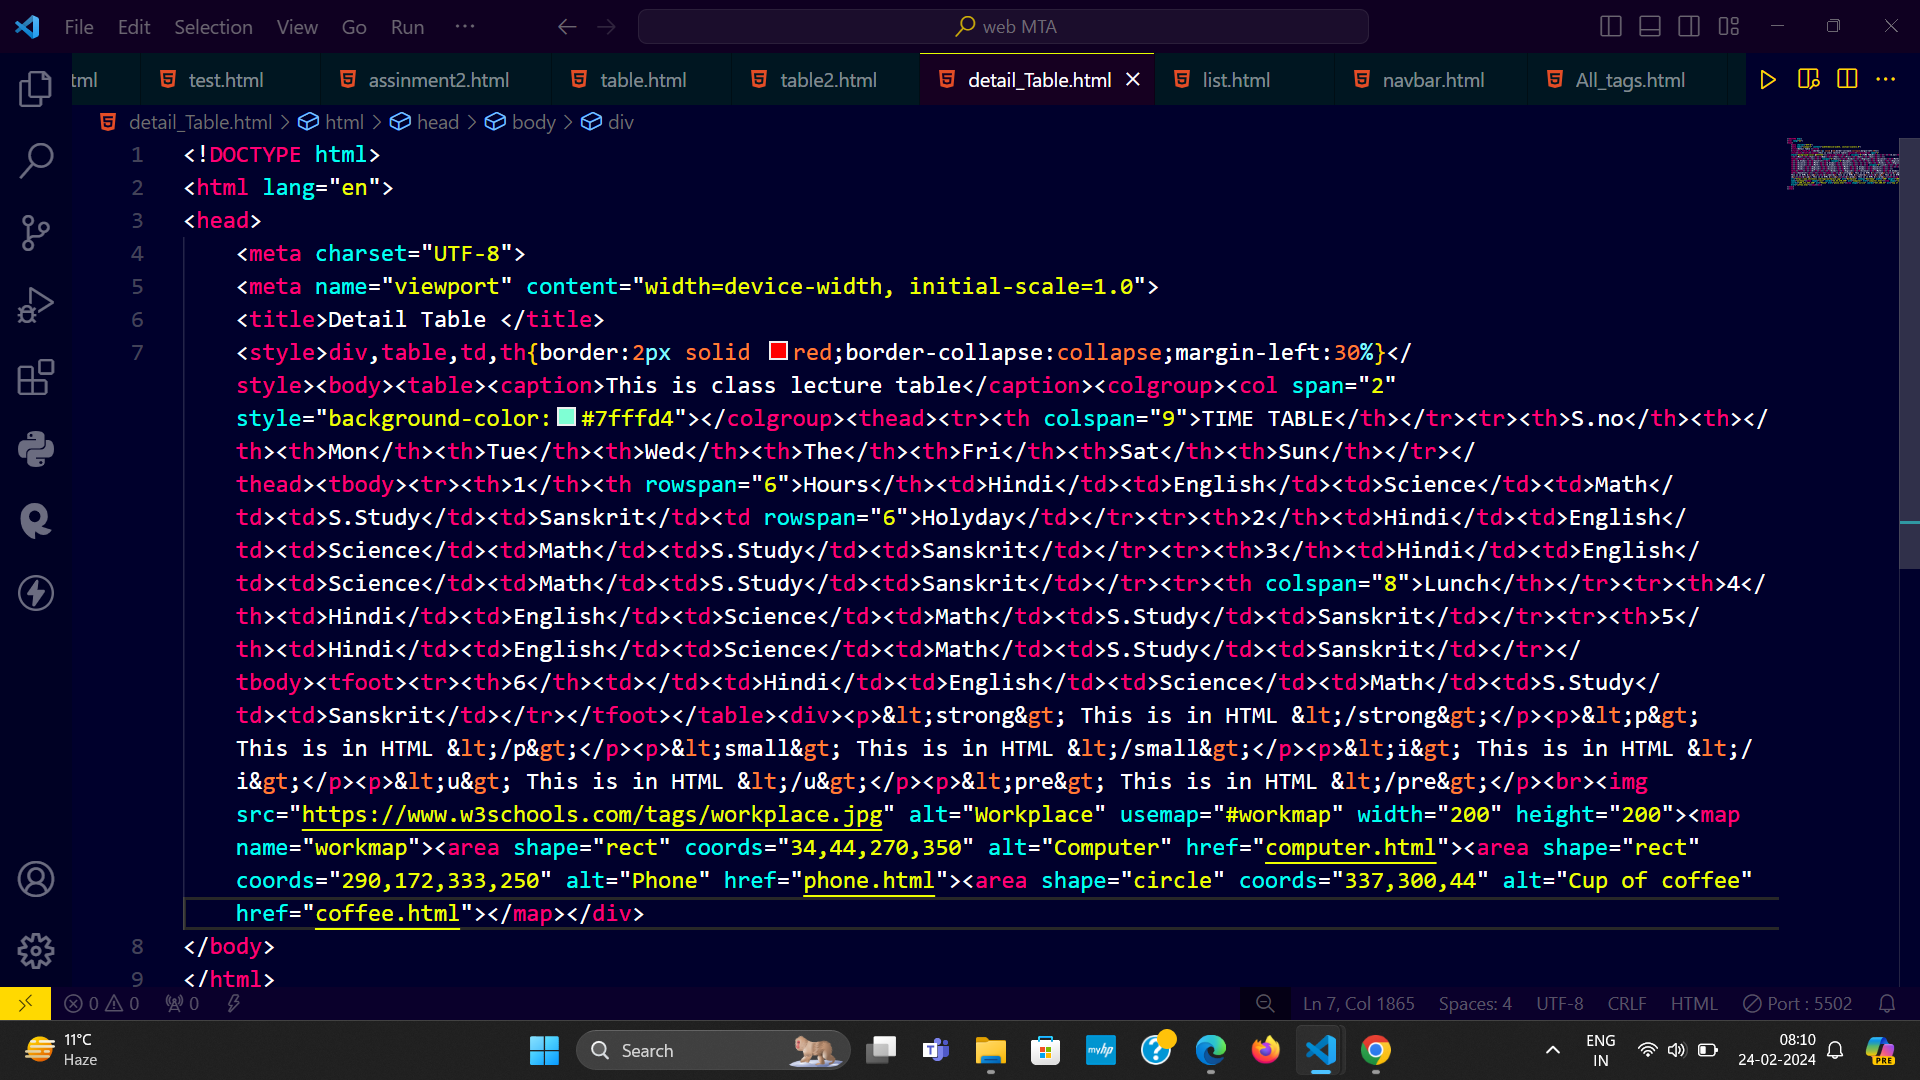 File Edit Selection View Go Run ··· web MTA
tml test.html assinment2.html table.html table2.html detail_Table.html list.html navbar.html All_tags.html
detail_Table.html > html > head > body > div
1 <!DOCTYPE html>
2 <html lang="en">
3 <head>
4 <meta charset="UTF-8">
5 <meta name="viewport" content="width=device-width, initial-scale=1.0">
6 <title>Detail Table </title>
7 <style>div,table,td,th{border:2px solid red;border-collapse:collapse;margin-left:30%}</
style><body><table><caption>This is class lecture table</caption><colgroup><col span="2"
style="background-color:#7fffd4"></colgroup><thead><tr><th colspan="9">TIME TABLE</th></tr><tr><th>S.no</th><th></
th><th>Mon</th><th>Tue</th><th>Wed</th><th>The</th><th>Fri</th><th>Sat</th><th>Sun</th></tr></
thead><tbody><tr><th>1</th><th rowspan="6">Hours</th><td>Hindi</td><td>English</td><td>Science</td><td>Math</
td><td>S.Study</td><td>Sanskrit</td><td rowspan="6">Holyday</td></tr><tr><th>2</th><td>Hindi</td><td>English</
td><td>Science</td><td>Math</td><td>S.Study</td><td>Sanskrit</td></tr><tr><th>3</th><td>Hindi</td><td>English</
td><td>Science</td><td>Math</td><td>S.Study</td><td>Sanskrit</td></tr><tr><th colspan="8">Lunch</th></tr><tr><th>4</
th><td>Hindi</td><td>English</td><td>Science</td><td>Math</td><td>S.Study</td><td>Sanskrit</td></tr><tr><th>5</
th><td>Hindi</td><td>English</td><td>Science</td><td>Math</td><td>S.Study</td><td>Sanskrit</td></tr></
tbody><tfoot><tr><th>6</th><td></td><td>Hindi</td><td>English</td><td>Science</td><td>Math</td><td>S.Study</
td><td>Sanskrit</td></tr></tfoot></table><div><p>&lt;strong&gt; This is in HTML &lt;/strong&gt;</p><p>&lt;p&gt;
This is in HTML &lt;/p&gt;</p><p>&lt;small&gt; This is in HTML &lt;/small&gt;</p><p>&lt;i&gt; This is in HTML &lt;/
i&gt;</p><p>&lt;u&gt; This is in HTML &lt;/u&gt;</p><p>&lt;pre&gt; This is in HTML &lt;/pre&gt;</p><br><img
src="https://www.w3schools.com/tags/workplace.jpg" alt="Workplace" usemap="#workmap" width="200" height="200"><map
name="workmap"><area shape="rect" coords="34,44,270,350" alt="Computer" href="computer.html"><area shape="rect"
coords="290,172,333,250" alt="Phone" href="phone.html"><area shape="circle" coords="337,300,44" alt="Cup of coffee"
href="coffee.html"></map></div>
8 </body>
9 </html>
0 0 0 Ln 7, Col 1865 Spaces: 4 UTF-8 CRLF HTML Port : 5502
11°C
Haze
Search
myhp
ENG
IN
08:10
24-02-2024
PRE